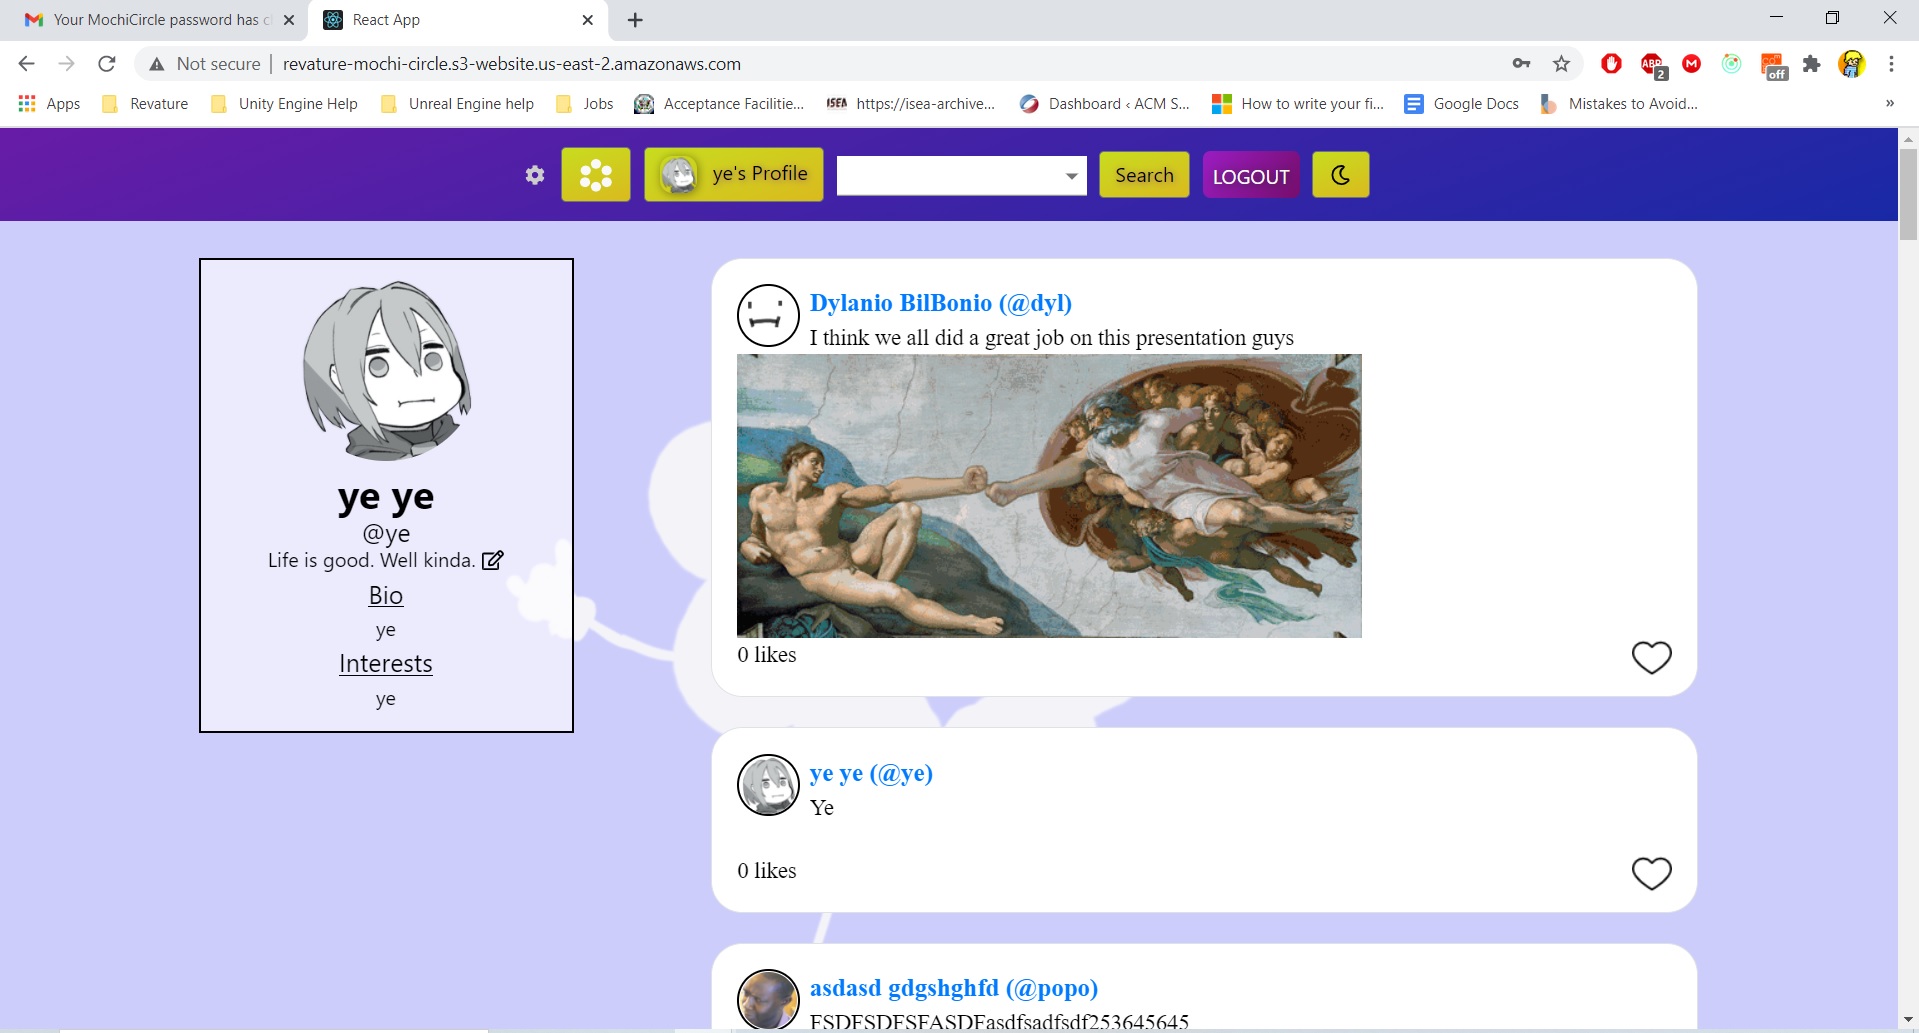 Your MochiCircle password has c
React App
Not secure
revature-mochi-circle.s3-website.us-east-2.amazonaws.com
ABP
2
M
off
Apps
Revature
Unity Engine Help
Unreal Engine help
Jobs
Acceptance Facilitie...
ISEA
https://isea-archive...
Dashboard ‹ ACM S...
How to write your fi...
Google Docs
Mistakes to Avoid...
»
ye's Profile
Search
LOGOUT
ye ye
@ye
Life is good. Well kinda.
Bio
ye
Interests
ye
Dylanio BilBonio (@dyl)
I think we all did a great job on this presentation guys
0 likes
ye ye (@ye)
Ye
0 likes
asdasd gdgshghfd (@popo)
FSDFSDFSFASDFasdfsadfsdf253645645